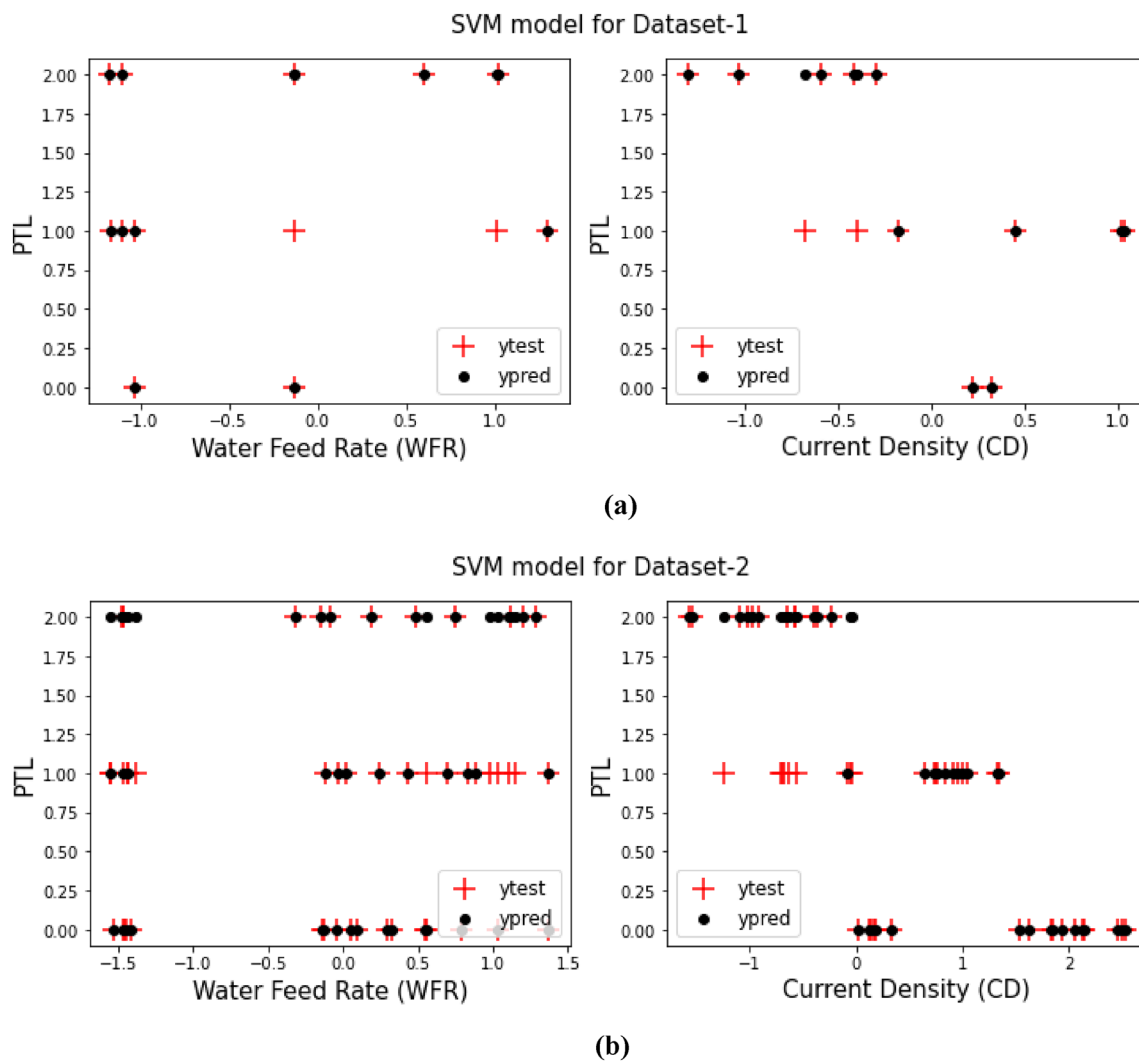 SVM model for Dataset-1
2.00
1.75
1.50
1.25
1.00
0.75
0.50
0.25
0.00
PTL
−1.0 −0.5 0.0 0.5 1.0
Water Feed Rate (WFR)
ytest
ypred
2.00
1.75
1.50
1.25
1.00
0.75
0.50
0.25
0.00
PTL
−1.0 −0.5 0.0 0.5 1.0
Current Density (CD)
ytest
ypred
(a)
SVM model for Dataset-2
2.00
1.75
1.50
1.25
1.00
0.75
0.50
0.25
0.00
PTL
−1.5 −1.0 −0.5 0.0 0.5 1.0 1.5
Water Feed Rate (WFR)
ytest
ypred
2.00
1.75
1.50
1.25
1.00
0.75
0.50
0.25
0.00
PTL
−1 0 1 2
Current Density (CD)
ytest
ypred
(b)